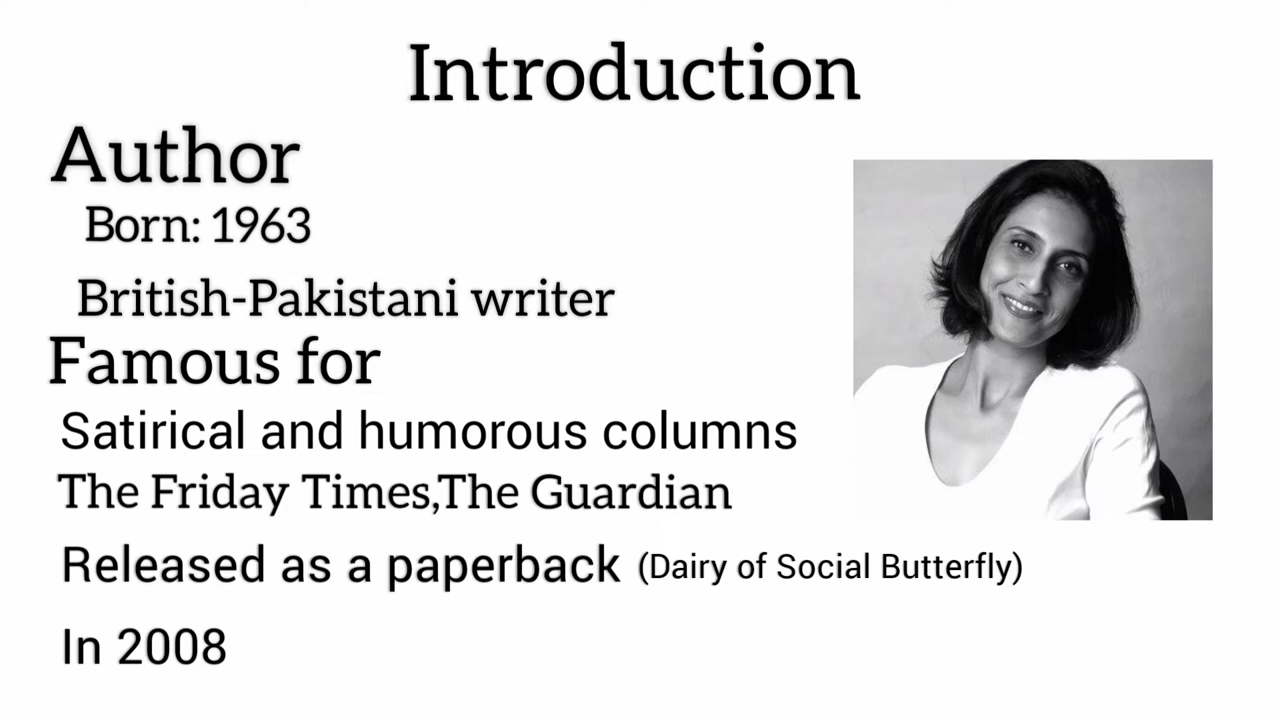 Introduction
Author
Born: 1963
British-Pakistani writer
Famous for
Satirical and humorous columns
The Friday Times,The Guardian
Released as a paperback (Dairy of Social Butterfly)
In 2008